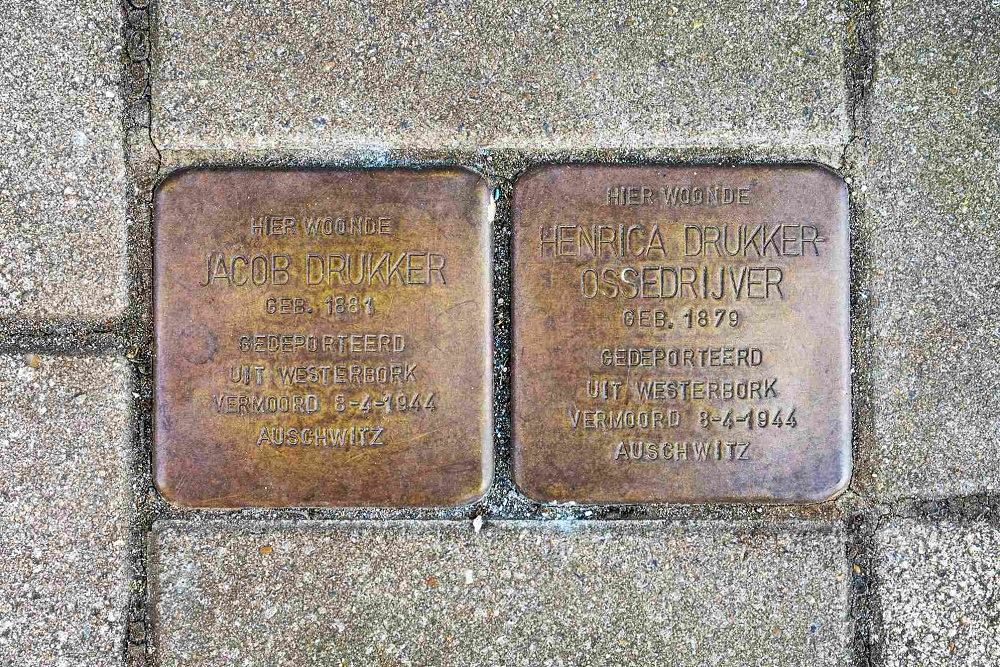 HIER WOONDE
JACOB DRUKKER
GEB. 1881
GEDEPORTEERD
UIT WESTERBORK
VERMOORD 8-4-1944
AUSCHWITZ
HIER WOONDE
HENRICA DRUKKER-
OSSEDRIJVER
GEB. 1879
GEDEPORTEERD
UIT WESTERBORK
VERMOORD 8-4-1944
AUSCHWITZ